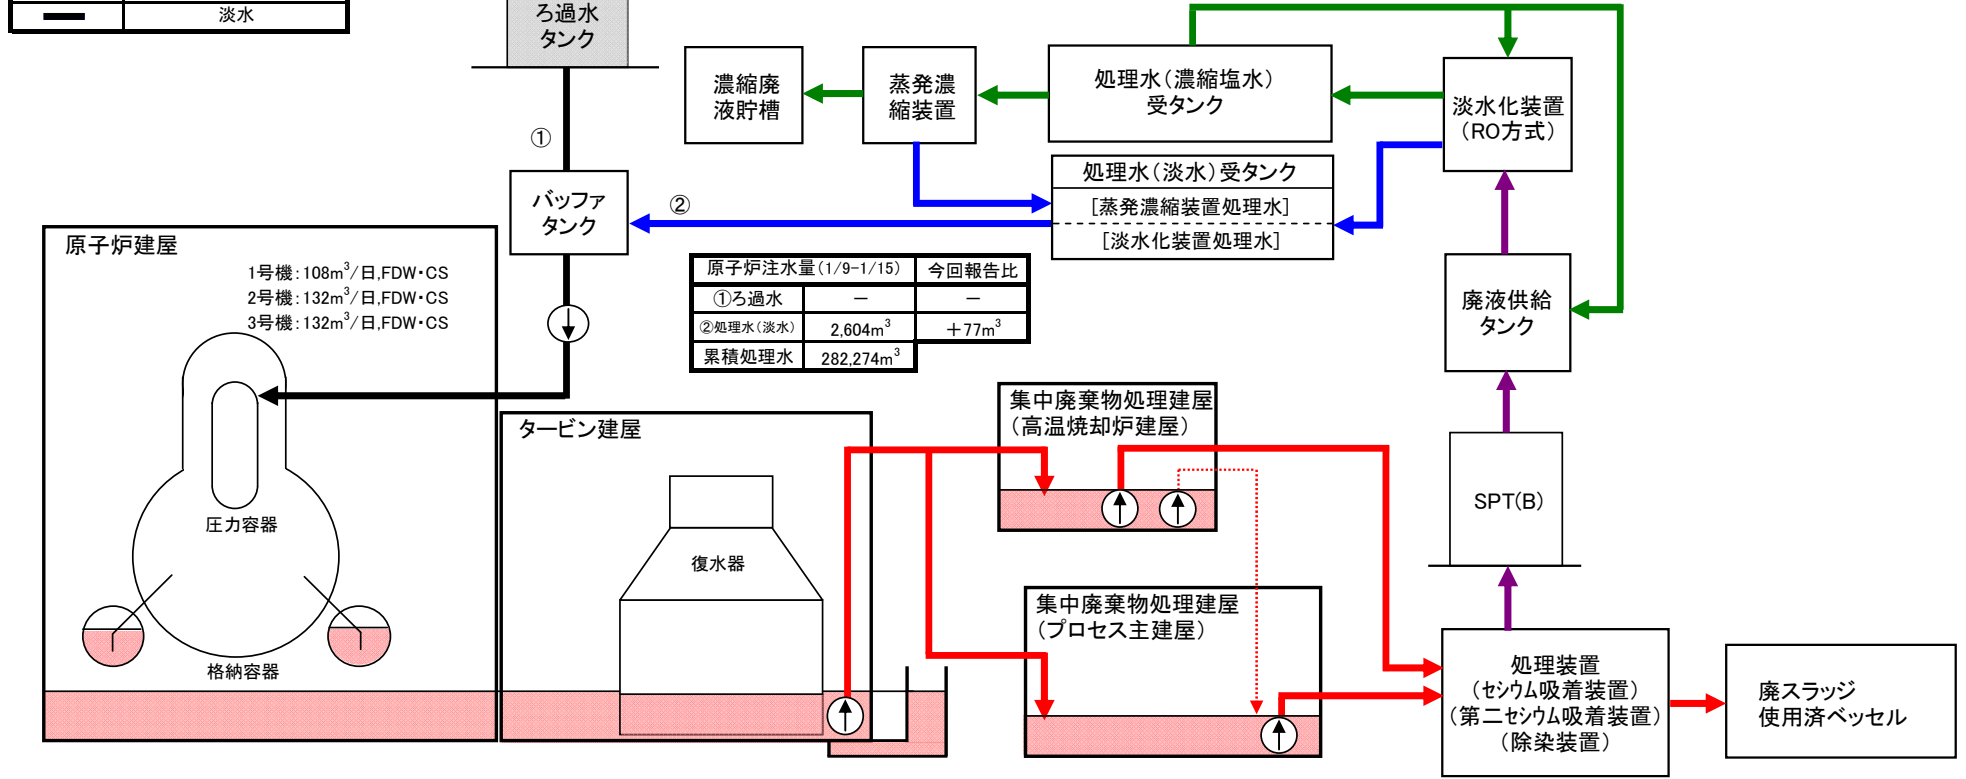 淡水
ろ過水
タンク
①
バッファ
タンク
②
濃縮廃
液貯槽
蒸発濃
縮装置
処理水(濃縮塩水)
受タンク
淡水化装置
(RO方式)
処理水(淡水)受タンク
[蒸発濃縮装置処理水]
[淡水化装置処理水]
廃液供給
タンク
原子炉建屋
1号機:108m³/日,FDW・CS
2号機:132m³/日,FDW・CS
3号機:132m³/日,FDW・CS
圧力容器
格納容器
原子炉注水量(1/9-1/15) 今回報告比
①ろ過水 － －
②処理水(淡水) 2,604m³ ＋77m³
累積処理水 282,274m³
タービン建屋
復水器
集中廃棄物処理建屋
(高温焼却炉建屋)
集中廃棄物処理建屋
(プロセス主建屋)
SPT(B)
処理装置
(セシウム吸着装置)
(第二セシウム吸着装置)
(除染装置)
廃スラッジ
使用済ベッセル